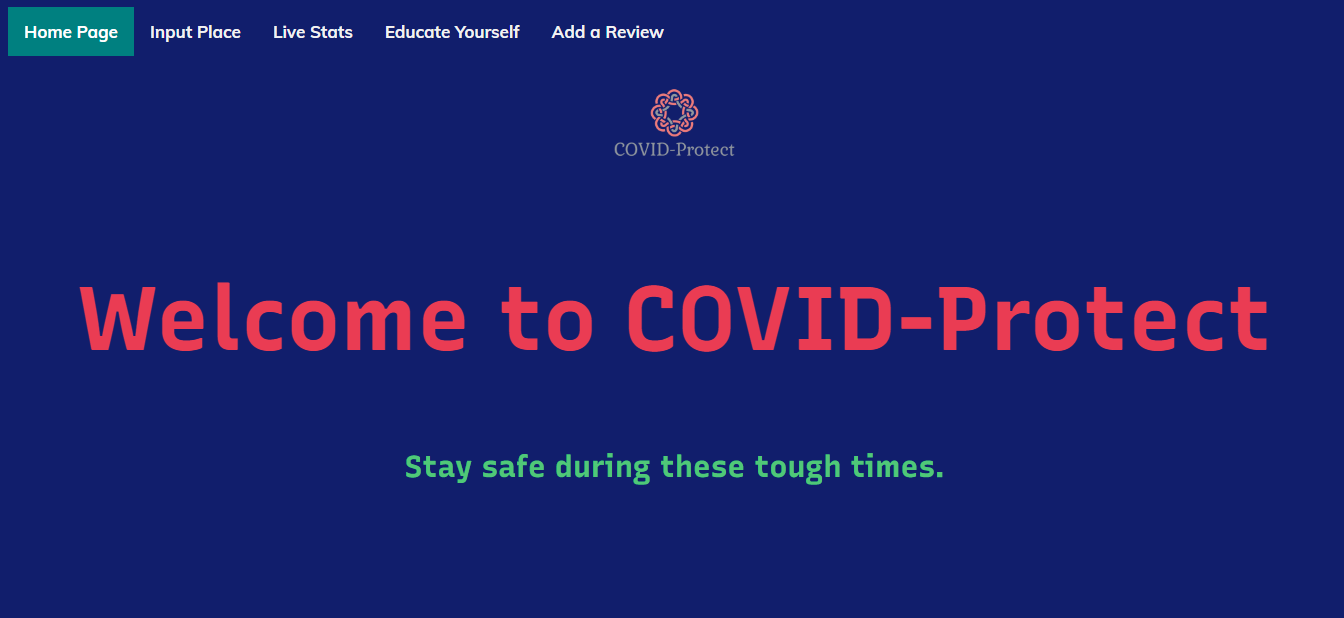 Home Page Input Place Live Stats Educate Yourself Add a Review
COVID-Protect
Welcome to COVID-Protect
Stay safe during these tough times.